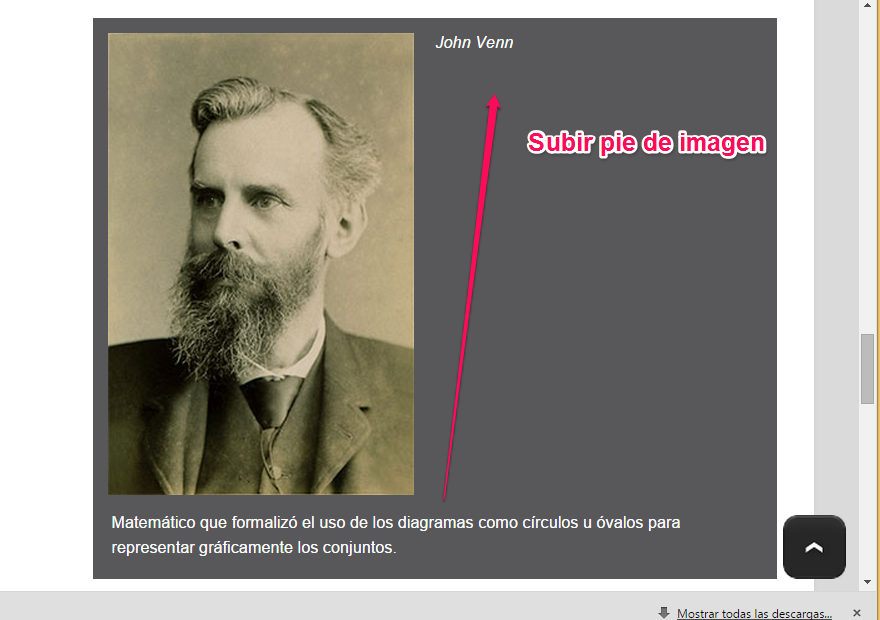 John Venn
Subir pie de imagen
Matemático que formalizó el uso de los diagramas como círculos u óvalos para
representar gráficamente los conjuntos.
Mostrar todas las descargas...